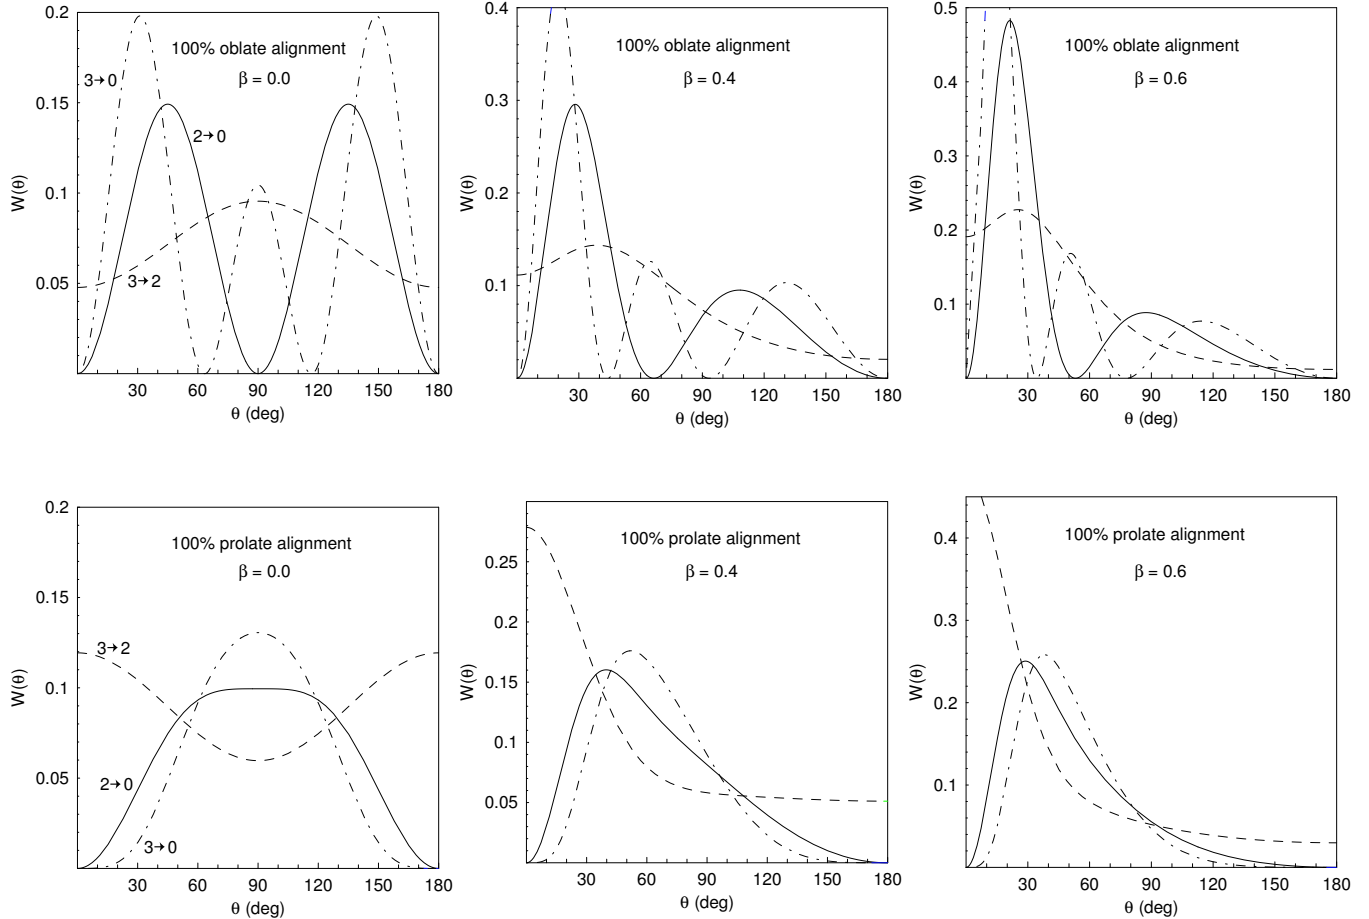 0.2
100% oblate alignment
β = 0.0
3→0
2→0
3→2
0.15
0.1
0.05
W(θ)
30 60 90 120 150 180
θ (deg)
0.4
100% oblate alignment
β = 0.4
0.3
0.2
0.1
W(θ)
30 60 90 120 150 180
θ (deg)
0.5
100% oblate alignment
β = 0.6
0.4
0.3
0.2
0.1
W(θ)
30 60 90 120 150 180
θ (deg)
0.2
100% prolate alignment
β = 0.0
0.15
3→2
0.1
2→0
0.05
3→0
W(θ)
30 60 90 120 150 180
θ (deg)
100% prolate alignment
β = 0.4
0.25
0.2
0.15
0.1
0.05
W(θ)
30 60 90 120 150 180
θ (deg)
100% prolate alignment
β = 0.6
0.4
0.3
0.2
0.1
W(θ)
30 60 90 120 150 180
θ (deg)